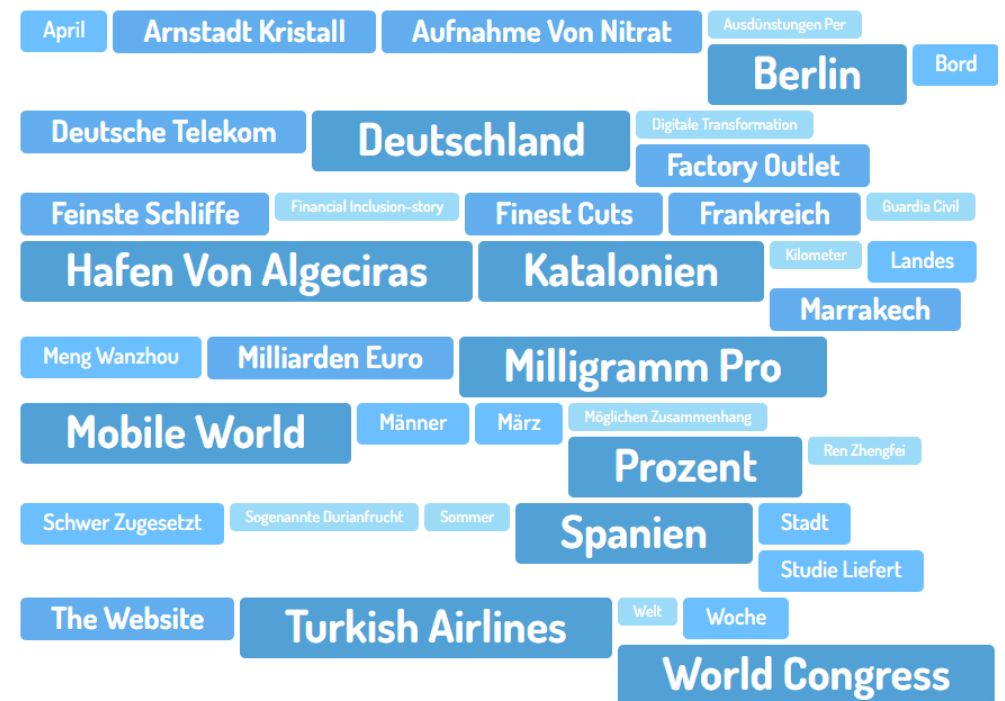 April Arnstadt Kristall Aufnahme Von Nitrat Ausdünstungen Per
Berlin Bord
Deutsche Telekom Deutschland Digitale Transformation
Factory Outlet
Feinste Schliffe Financial Inclusion-story Finest Cuts Frankreich Guardia Civil
Hafen Von Algeciras Katalonien Kilometer Landes
Marrakech
Meng Wanzhou Milliarden Euro Milligramm Pro
Mobile World Männer März Möglichen Zusammenhang
Prozent Ren Zhengfei
Schwer Zugesetzt Sogenannte Durianfrucht Sommer Spanien Stadt
Studie Liefert
The Website Turkish Airlines Welt Woche
World Congress